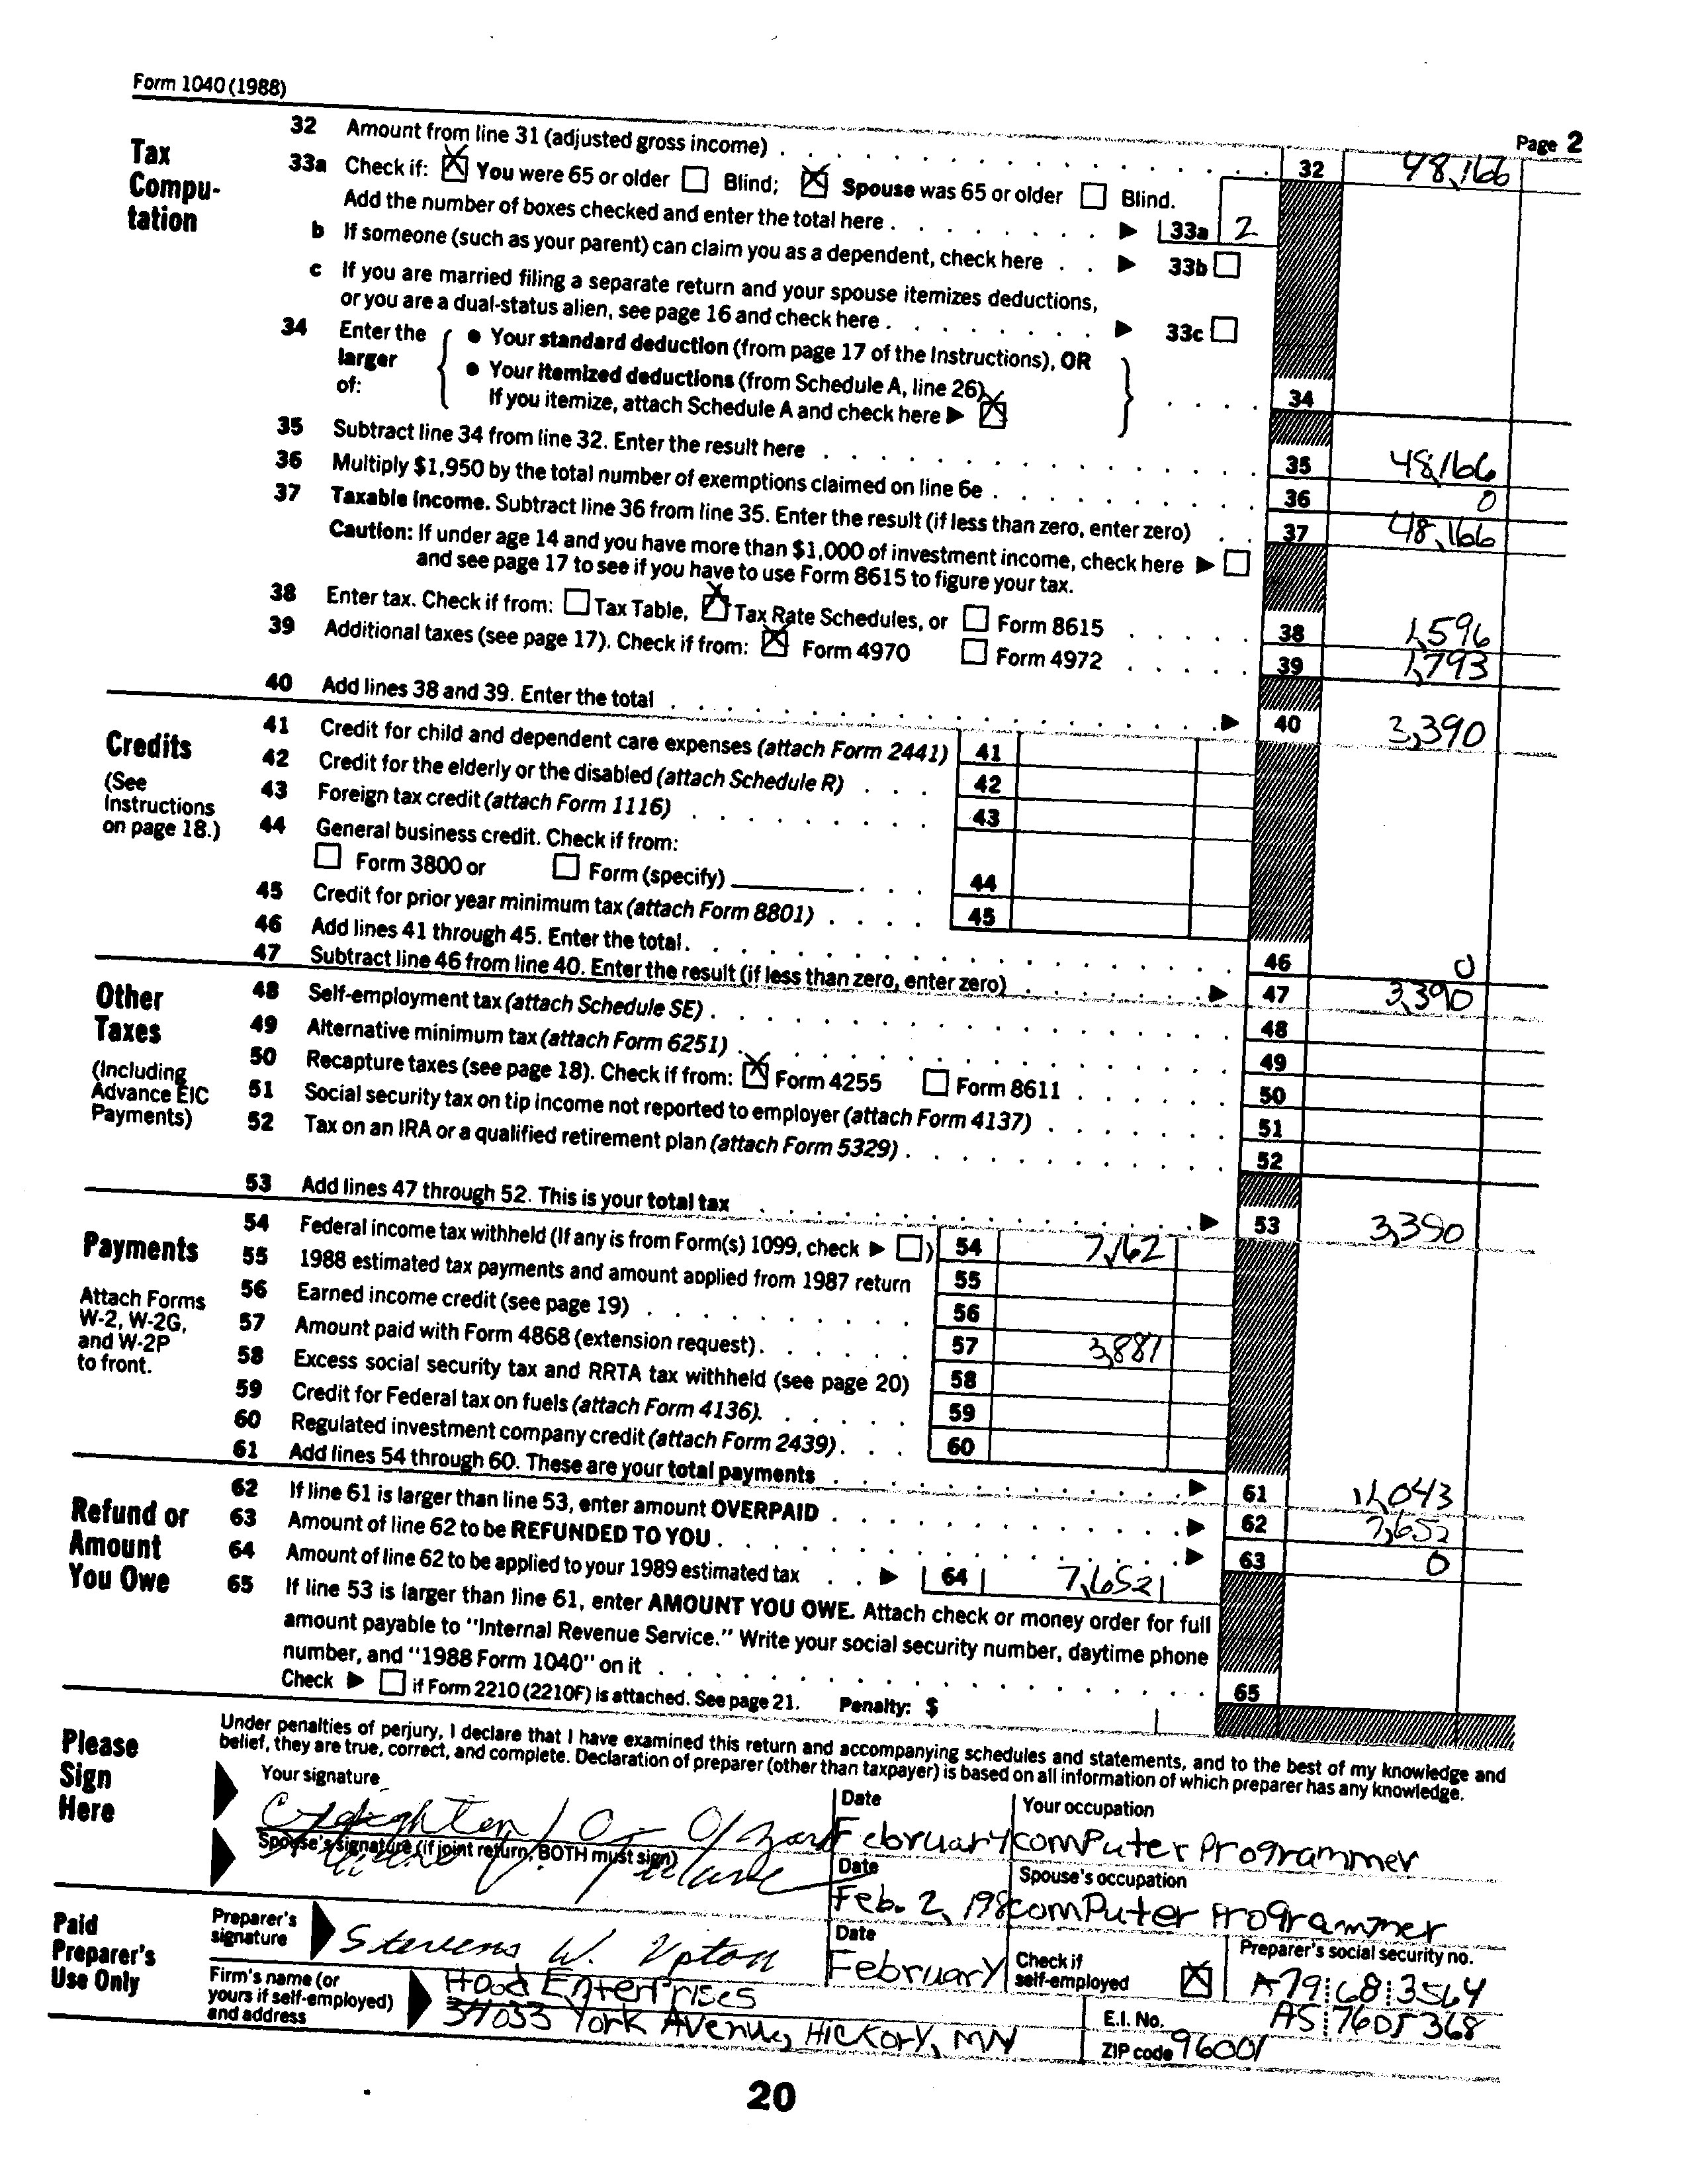 Form 1040 (1988)
Page 2
Tax Compu-tation
32 Amount from line 31 (adjusted gross income) 32 48,166
33a Check if: X You were 65 or older Blind; X Spouse was 65 or older Blind.
Add the number of boxes checked and enter the total here 33a 2
b If someone (such as your parent) can claim you as a dependent, check here 33b
c If you are married filing a separate return and your spouse itemizes deductions,
or you are a dual-status alien, see page 16 and check here 33c
34 Enter the larger of:
● Your standard deduction (from page 17 of the Instructions), OR
● Your itemized deductions (from Schedule A, line 26)
If you itemize, attach Schedule A and check here ▶ X 34
35 Subtract line 34 from line 32. Enter the result here 35 48,166
36 Multiply $1,950 by the total number of exemptions claimed on line 6e 36 0
37 Taxable income. Subtract line 36 from line 35. Enter the result (if less than zero, enter zero) 37 48,166
Caution: If under age 14 and you have more than $1,000 of investment income, check here ▶
and see page 17 to see if you have to use Form 8615 to figure your tax.
38 Enter tax. Check if from: Tax Table, X Tax Rate Schedules, or Form 8615 38 1,596
39 Additional taxes (see page 17). Check if from: X Form 4970 Form 4972 39 1,793
40 Add lines 38 and 39. Enter the total ▶ 40 3,390
Credits
(See Instructions on page 18.)
41 Credit for child and dependent care expenses (attach Form 2441) 41
42 Credit for the elderly or the disabled (attach Schedule R) 42
43 Foreign tax credit (attach Form 1116) 43
44 General business credit. Check if from:
Form 3800 or Form (specify) 44
45 Credit for prior year minimum tax (attach Form 8801) 45
46 Add lines 41 through 45. Enter the total 46 0
47 Subtract line 46 from line 40. Enter the result (if less than zero, enter zero) ▶ 47 3,390
Other Taxes
(Including Advance EIC Payments)
48 Self-employment tax (attach Schedule SE) 48
49 Alternative minimum tax (attach Form 6251) 49
50 Recapture taxes (see page 18). Check if from: X Form 4255 Form 8611 50
51 Social security tax on tip income not reported to employer (attach Form 4137) 51
52 Tax on an IRA or a qualified retirement plan (attach Form 5329) 52
53 Add lines 47 through 52. This is your total tax ▶ 53 3,390
Payments
Attach Forms W-2, W-2G, and W-2P to front.
54 Federal income tax withheld (If any is from Form(s) 1099, check ▶ ) 54 7,162
55 1988 estimated tax payments and amount applied from 1987 return 55
56 Earned income credit (see page 19) 56
57 Amount paid with Form 4868 (extension request) 57 3,881
58 Excess social security tax and RRTA tax withheld (see page 20) 58
59 Credit for Federal tax on fuels (attach Form 4136) 59
60 Regulated investment company credit (attach Form 2439) 60
61 Add lines 54 through 60. These are your total payments ▶ 61 11,043
Refund or Amount You Owe
62 If line 61 is larger than line 53, enter amount OVERPAID ▶ 62 7,652
63 Amount of line 62 to be REFUNDED TO YOU ▶ 63 0
64 Amount of line 62 to be applied to your 1989 estimated tax ▶ 64 7,652
65 If line 53 is larger than line 61, enter AMOUNT YOU OWE. Attach check or money order for full
amount payable to "Internal Revenue Service." Write your social security number, daytime phone
number, and "1988 Form 1040" on it 65
Check ▶ if Form 2210 (2210F) is attached. See page 21. Penalty: $
Please Sign Here
Under penalties of perjury, I declare that I have examined this return and accompanying schedules and statements, and to the best of my knowledge and
belief, they are true, correct, and complete. Declaration of preparer (other than taxpayer) is based on all information of which preparer has any knowledge.
Your signature Date Your occupation
February computer programmer
Spouse's signature (if joint return, BOTH must sign) Date Spouse's occupation
Feb. 2, 198 computer programmer
Paid Preparer's Use Only
Preparer's signature Stevens W. Upton Date February Check if self-employed X Preparer's social security no. A79 68 3564
Firm's name (or yours if self-employed) and address Hood Enterprises E.I. No. AS 7605368
34033 York Avenue, Hickory, MN ZIP code 96001
20